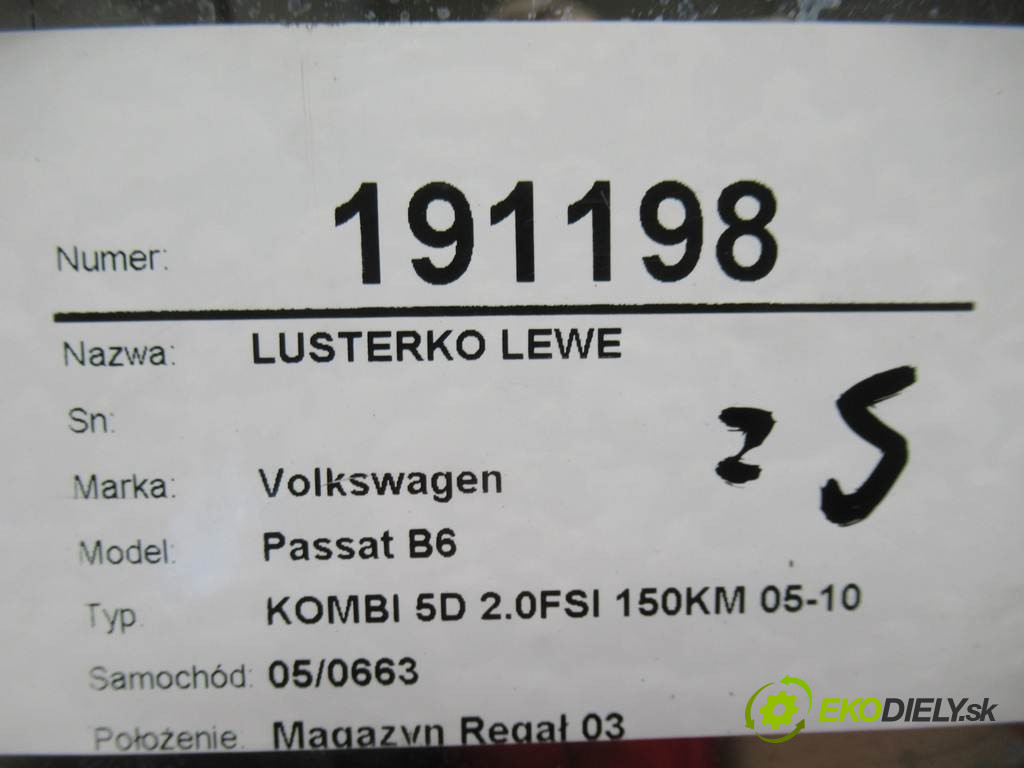 Numer: 191198
Nazwa: LUSTERKO LEWE
Sn:
z5
Marka: Volkswagen
Model: Passat B6
Typ: KOMBI 5D 2.0FSI 150KM 05-10
Samochód: 05/0663
Położenie: Magazyn Regał 03
EKODIELY.sk